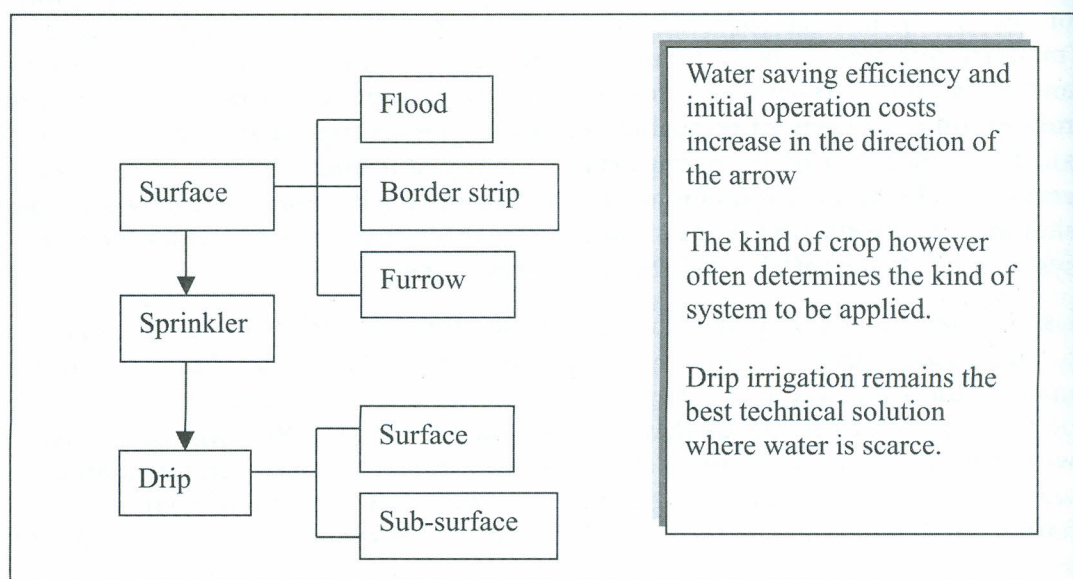 Flood
Surface
Border strip
Furrow
Sprinkler
Surface
Drip
Sub-surface
Water saving efficiency and
initial operation costs
increase in the direction of
the arrow
The kind of crop however
often determines the kind of
system to be applied.
Drip irrigation remains the
best technical solution
where water is scarce.